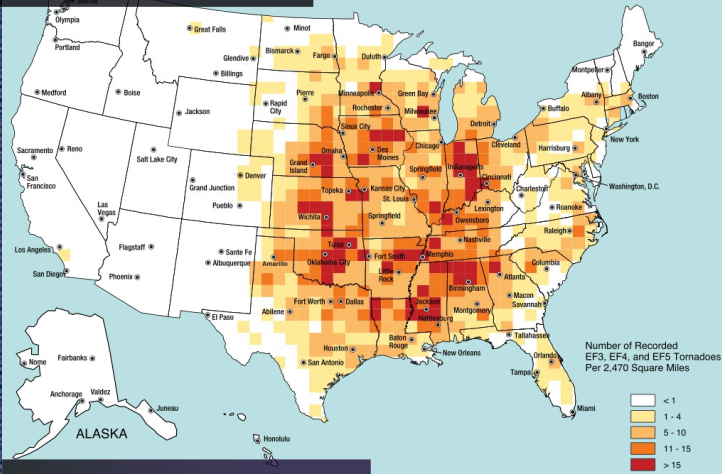 Olympia
Portland
Great Falls
Minot
Glendive
Bismarck
Fargo
Duluth
Bangor
Montpelier
Billings
Medford
Boise
Jackson
Rapid
City
Pierre
Minneapolis
Green Bay
Rochester
Milwaukee
Albany
Boston
Buffalo
Sioux City
Detroit
Chicago
Cleveland
New York
Harrisburg
Sacramento
Reno
Salt Lake City
Omaha
Des
Moines
Grand
Island
Denver
Grand Junction
Pueblo
San
Francisco
Springfield
Indianapolis
Cincinnati
Topeka
Kansas City
St. Louis
Charleston
Washington, D.C.
Las
Vegas
Wichita
Springfield
Lexington
Owensboro
Roanoke
Raleigh
Nashville
Los Angeles
Flagstaff
Santa Fe
Albuquerque
Amarillo
Tulsa
Oklahoma City
Fort Smith
Memphis
Little
Rock
Columbia
Atlanta
San Diego
Phoenix
Birmingham
Macon
Savannah
Montgomery
El Paso
Abilene
Fort Worth
Dallas
Jackson
Hattiesburg
Tallahassee
Baton
Rouge
New Orleans
Houston
San Antonio
Orlando
Tampa
Miami
Nome
Fairbanks
Anchorage
Valdez
Juneau
ALASKA
Honolulu
Number of Recorded
EF3, EF4, and EF5 Tornadoes
Per 2,470 Square Miles
< 1
1 - 4
5 - 10
11 - 15
> 15